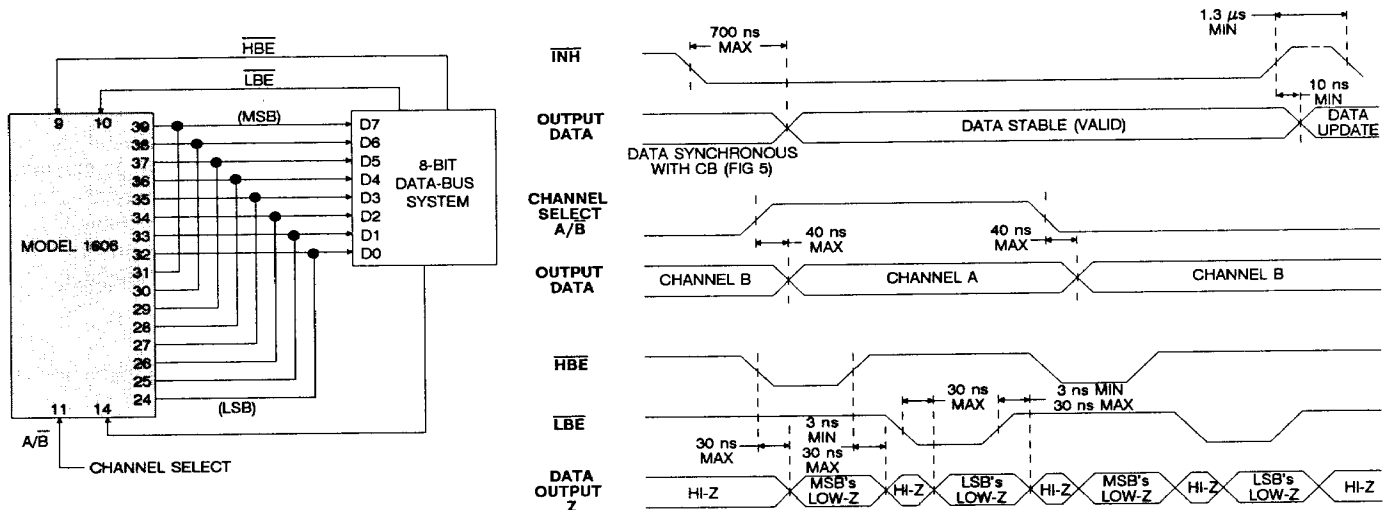 H̅B̅E̅
L̅B̅E̅
9 10
(MSB)
39 D7
38 D6
37 D5
36 D4
35 D3
34 D2
33 D1
32 D0
31
30
29
28
27
26
25
24
(LSB)
8-BIT
DATA-BUS
SYSTEM
MODEL 1606
11 14
A/B̅
CHANNEL SELECT
I̅N̅H̅
700 ns
MAX
1.3 μs
MIN
10 ns
MIN
OUTPUT
DATA
DATA STABLE (VALID)
DATA
UPDATE
DATA SYNCHRONOUS
WITH CB (FIG 5)
CHANNEL
SELECT
A/B̅
40 ns
MAX
40 ns
MAX
OUTPUT
DATA
CHANNEL B
CHANNEL A
CHANNEL B
H̅B̅E̅
30 ns
MAX
3 ns MIN
30 ns MAX
L̅B̅E̅
30 ns
MAX
3 ns
MIN
30 ns
MAX
DATA
OUTPUT
Z
HI-Z
MSB's
LOW-Z
HI-Z
LSB's
LOW-Z
HI-Z
MSB's
LOW-Z
HI-Z
LSB's
LOW-Z
HI-Z